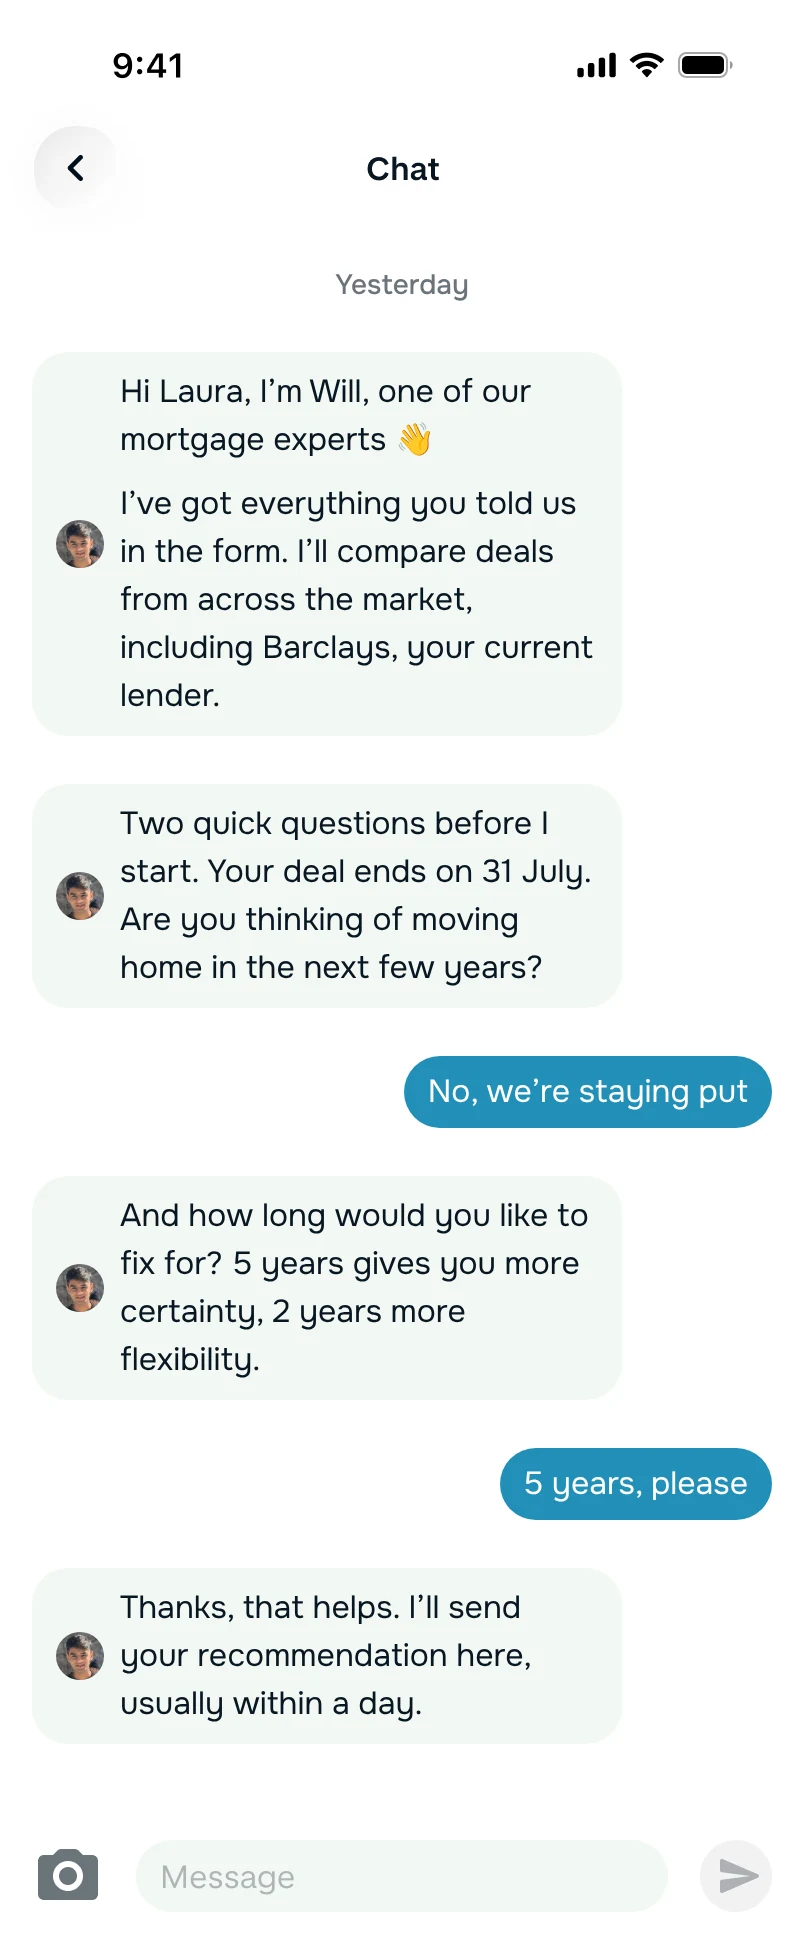 9:41
Chat
Yesterday
Hi Laura, I’m Will, one of our
mortgage experts 👋
I’ve got everything you told us
in the form. I’ll compare deals
from across the market,
including Barclays, your current
lender.
Two quick questions before I
start. Your deal ends on 31 July.
Are you thinking of moving
home in the next few years?
No, we’re staying put
And how long would you like to
fix for? 5 years gives you more
certainty, 2 years more
flexibility.
5 years, please
Thanks, that helps. I’ll send
your recommendation here,
usually within a day.
Message